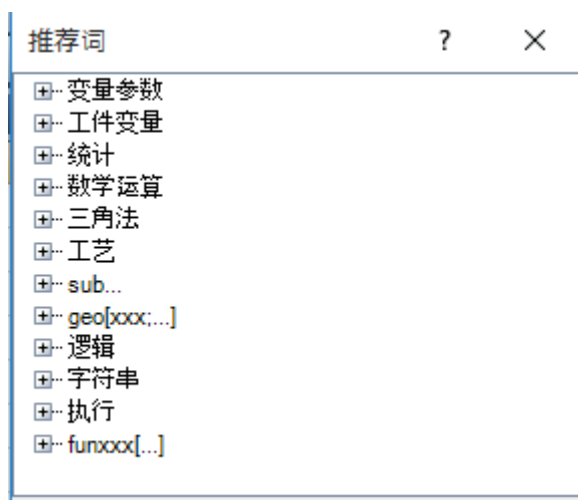 推荐词 ?
变量参数
工件变量
统计
数学运算
三角法
工艺
sub...
geo[xxx;...]
逻辑
字符串
执行
funxxx[...]